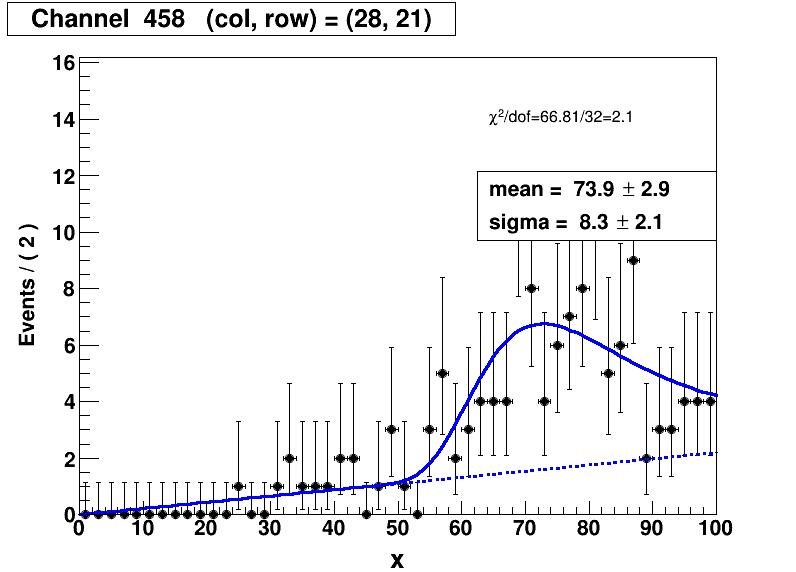 Channel  458   (col, row) = (28, 21)
χ²/dof=66.81/32=2.1
mean =  73.9 ± 2.9
sigma =  8.3 ± 2.1
Events / ( 2 )
16
14
12
10
8
6
4
2
0
0 10 20 30 40 50 60 70 80 90 100
x